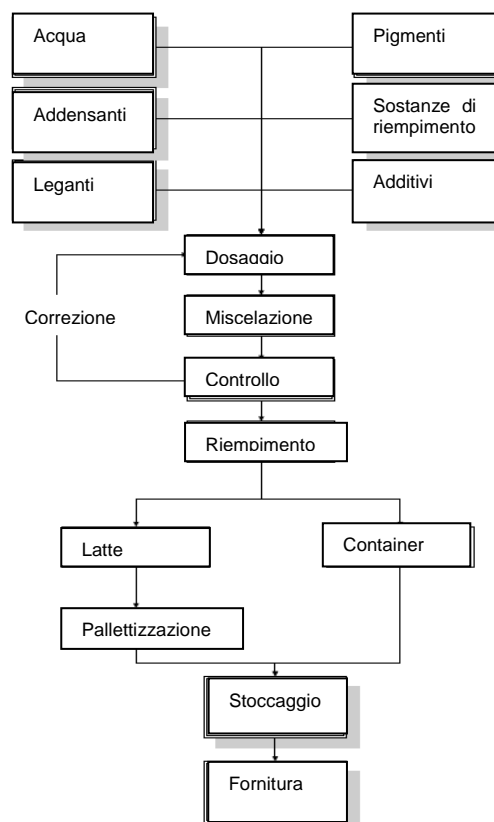 Acqua
Pigmenti
Addensanti
Sostanze di
riempimento
Leganti
Additivi
Dosaggio
Correzione
Miscelazione
Controllo
Riempimento
Latte
Container
Pallettizzazione
Stoccaggio
Fornitura